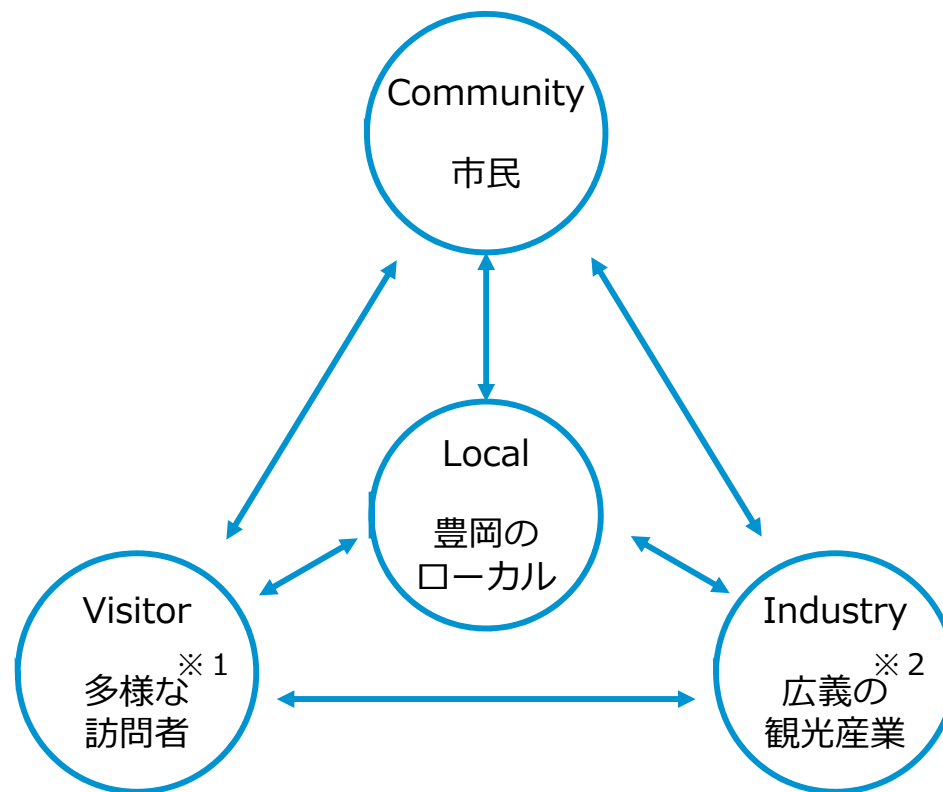 Community
市民
Local
豊岡の
ローカル
Visitor
※１
多様な
訪問者
Industry
※２
広義の
観光産業